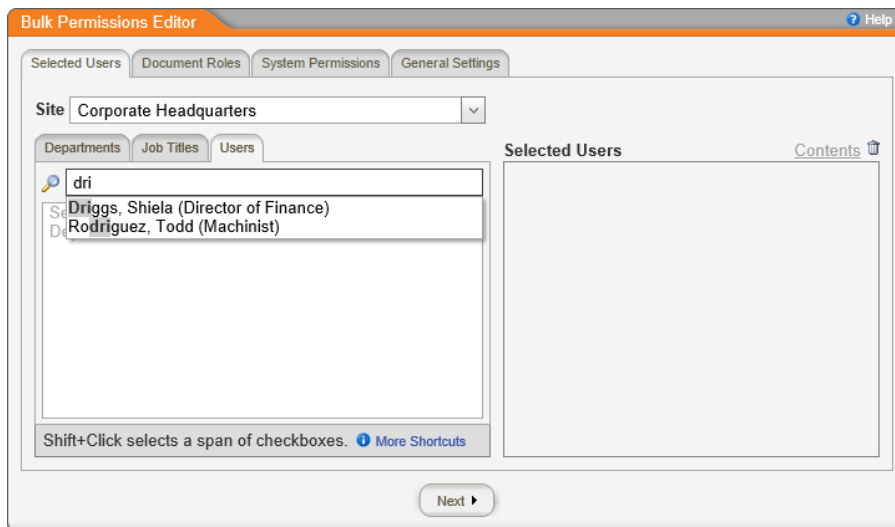 Bulk Permissions Editor
Help
Selected Users Document Roles System Permissions General Settings
Site Corporate Headquarters
Departments Job Titles Users
Selected Users Contents
dri
Driggs, Shiela (Director of Finance)
Rodriguez, Todd (Machinist)
Shift+Click selects a span of checkboxes. More Shortcuts
Next